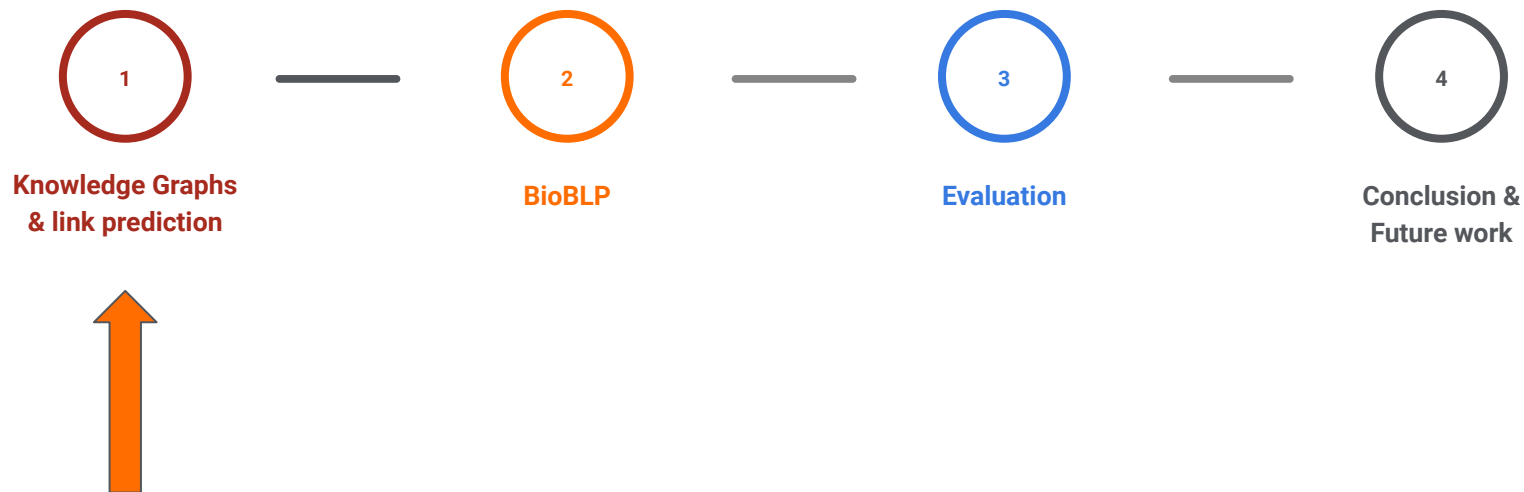 1
2
3
4
Knowledge Graphs
& link prediction
BioBLP
Evaluation
Conclusion &
Future work